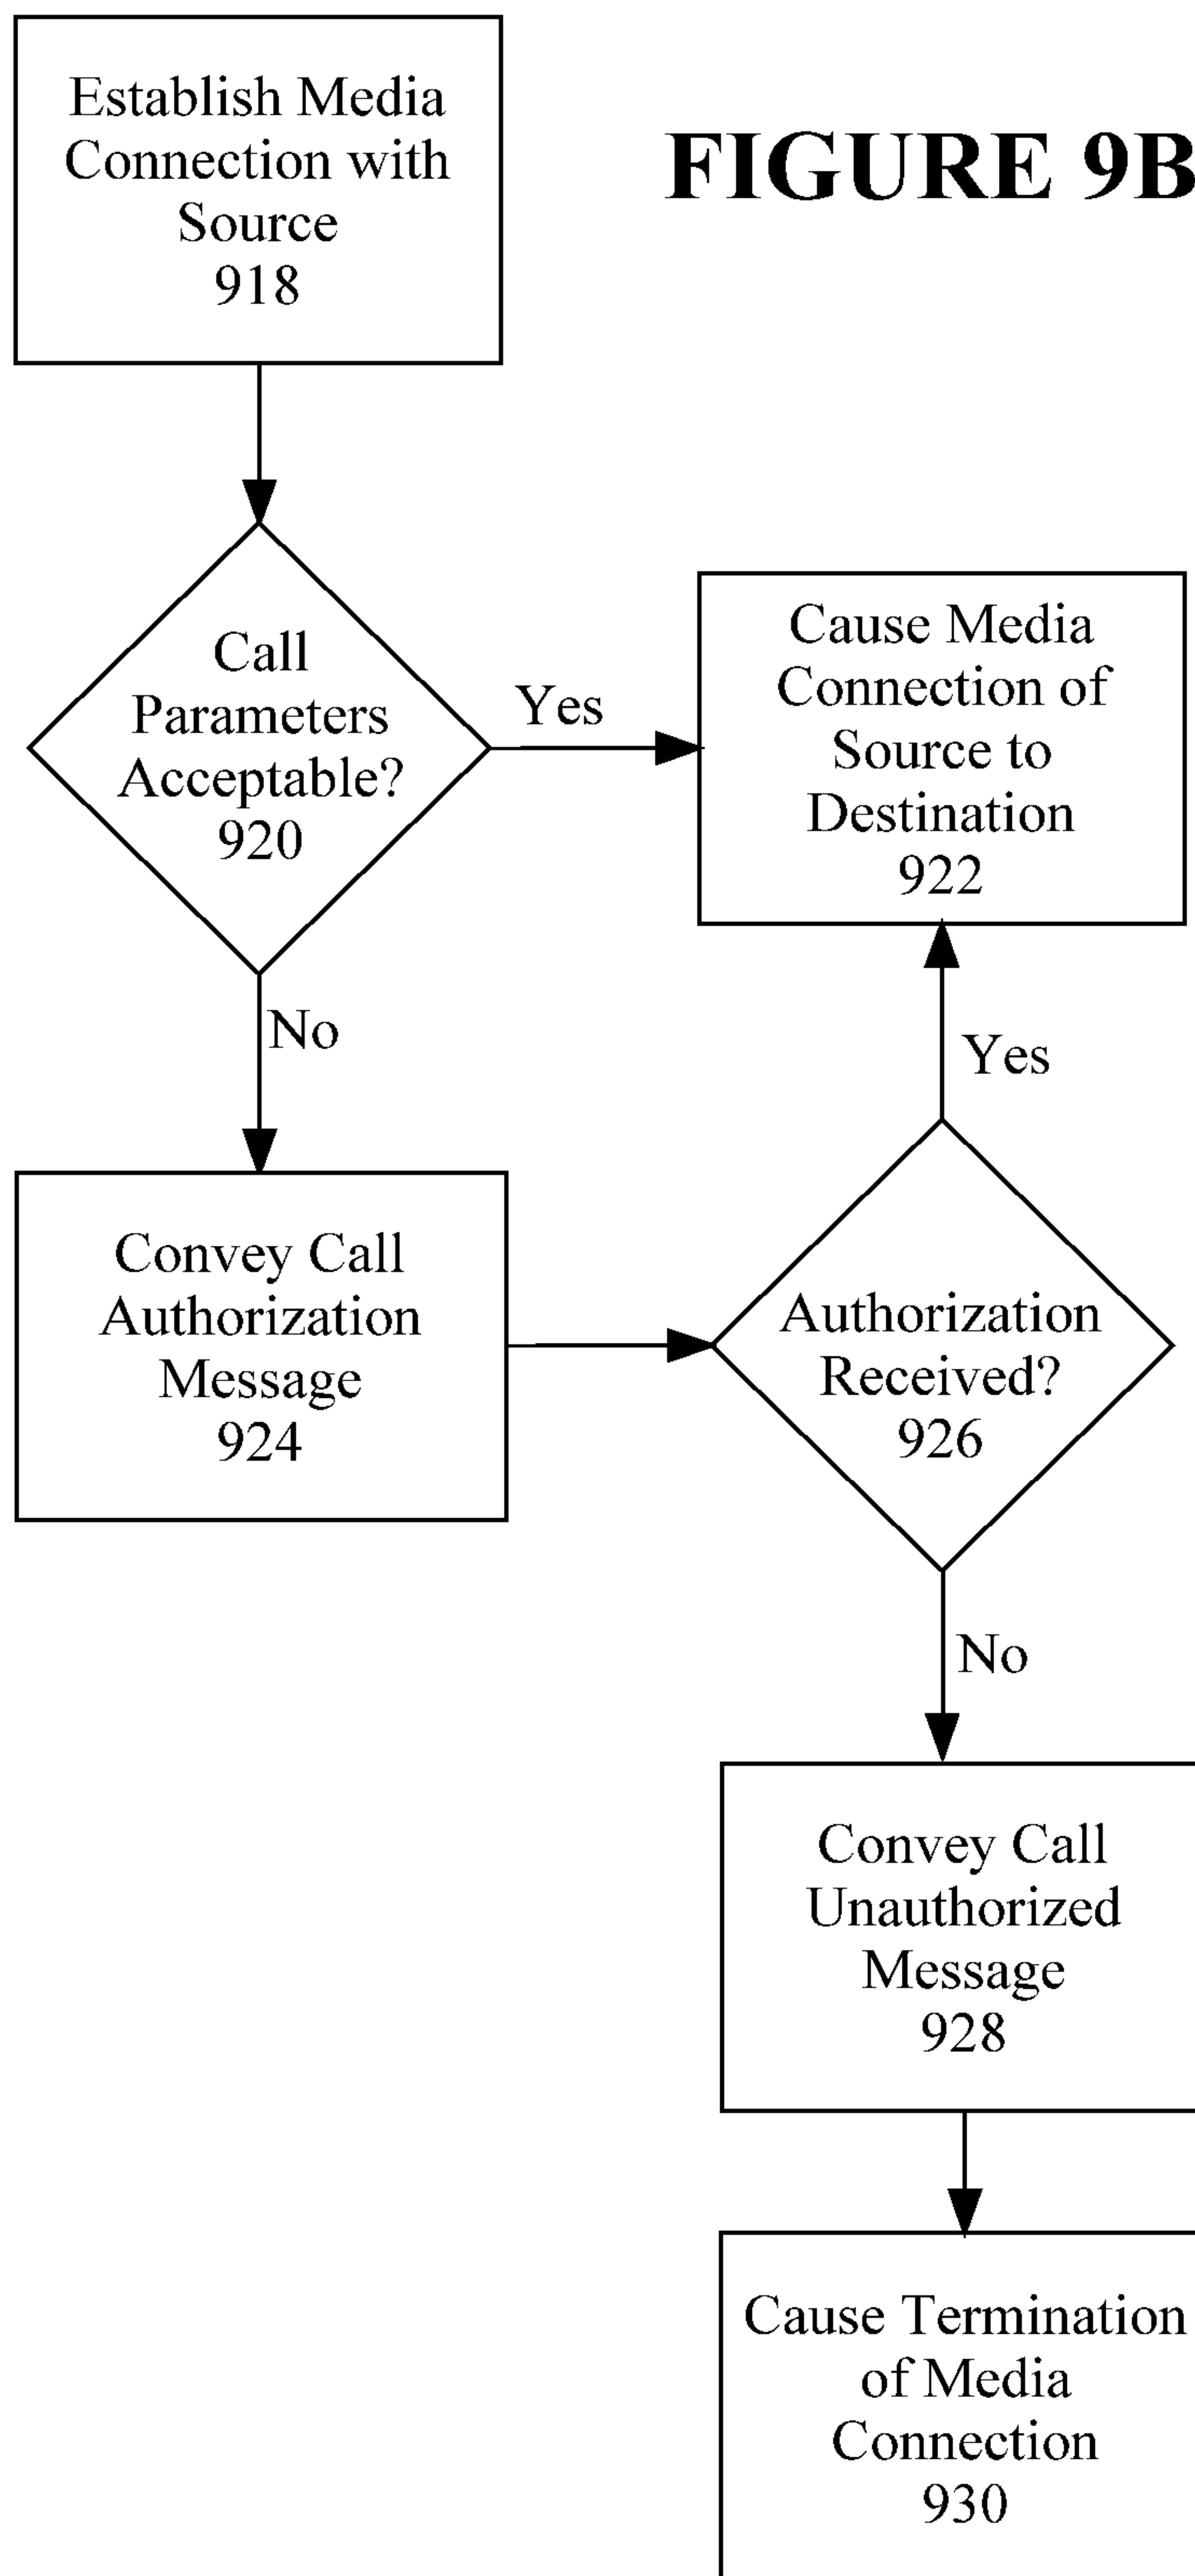 Establish Media
Connection with
Source
918
FIGURE 9B
Call
Parameters
Acceptable?
920
Yes
Cause Media
Connection of
Source to
Destination
922
No
Yes
Convey Call
Authorization
Message
924
Authorization
Received?
926
No
Convey Call
Unauthorized
Message
928
Cause Termination
of Media
Connection
930